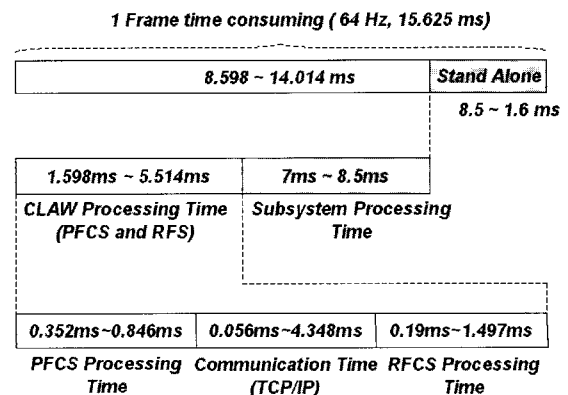 1 Frame time consuming ( 64 Hz, 15.625 ms)
8.598 ~ 14.014 ms
Stand Alone
8.5 ~ 1.6 ms
1.598ms ~ 5.514ms
7ms ~ 8.5ms
CLAW Processing Time
(PFCS and RFS)
Subsystem Processing
Time
0.352ms~0.846ms
0.056ms~4.348ms
0.19ms~1.497ms
PFCS Processing
Time
Communication Time
(TCP/IP)
RFCS Processing
Time